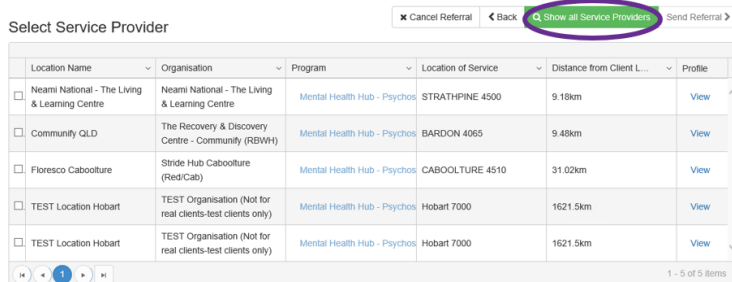 Select Service Provider
✖ Cancel Referral ❮ Back Show all Service Providers Send Referral ❯
Location Name Organisation Program Location of Service Distance from Client L... Profile
Neami National - The Living Neami National - The Living
& Learning Centre & Learning Centre Mental Health Hub - Psychos STRATHPINE 4500 9.18km View
Communify QLD The Recovery & Discovery
Centre - Communify (RBWH) Mental Health Hub - Psychos BARDON 4065 9.48km View
Floresco Caboolture Stride Hub Caboolture
(Red/Cab) Mental Health Hub - Psychos CABOOLTURE 4510 31.02km View
TEST Location Hobart TEST Organisation (Not for
real clients-test clients only) Mental Health Hub - Psychos Hobart 7000 1621.5km View
TEST Location Hobart TEST Organisation (Not for
real clients-test clients only) Mental Health Hub - Psychos Hobart 7000 1621.5km View
1 1 - 5 of 5 items